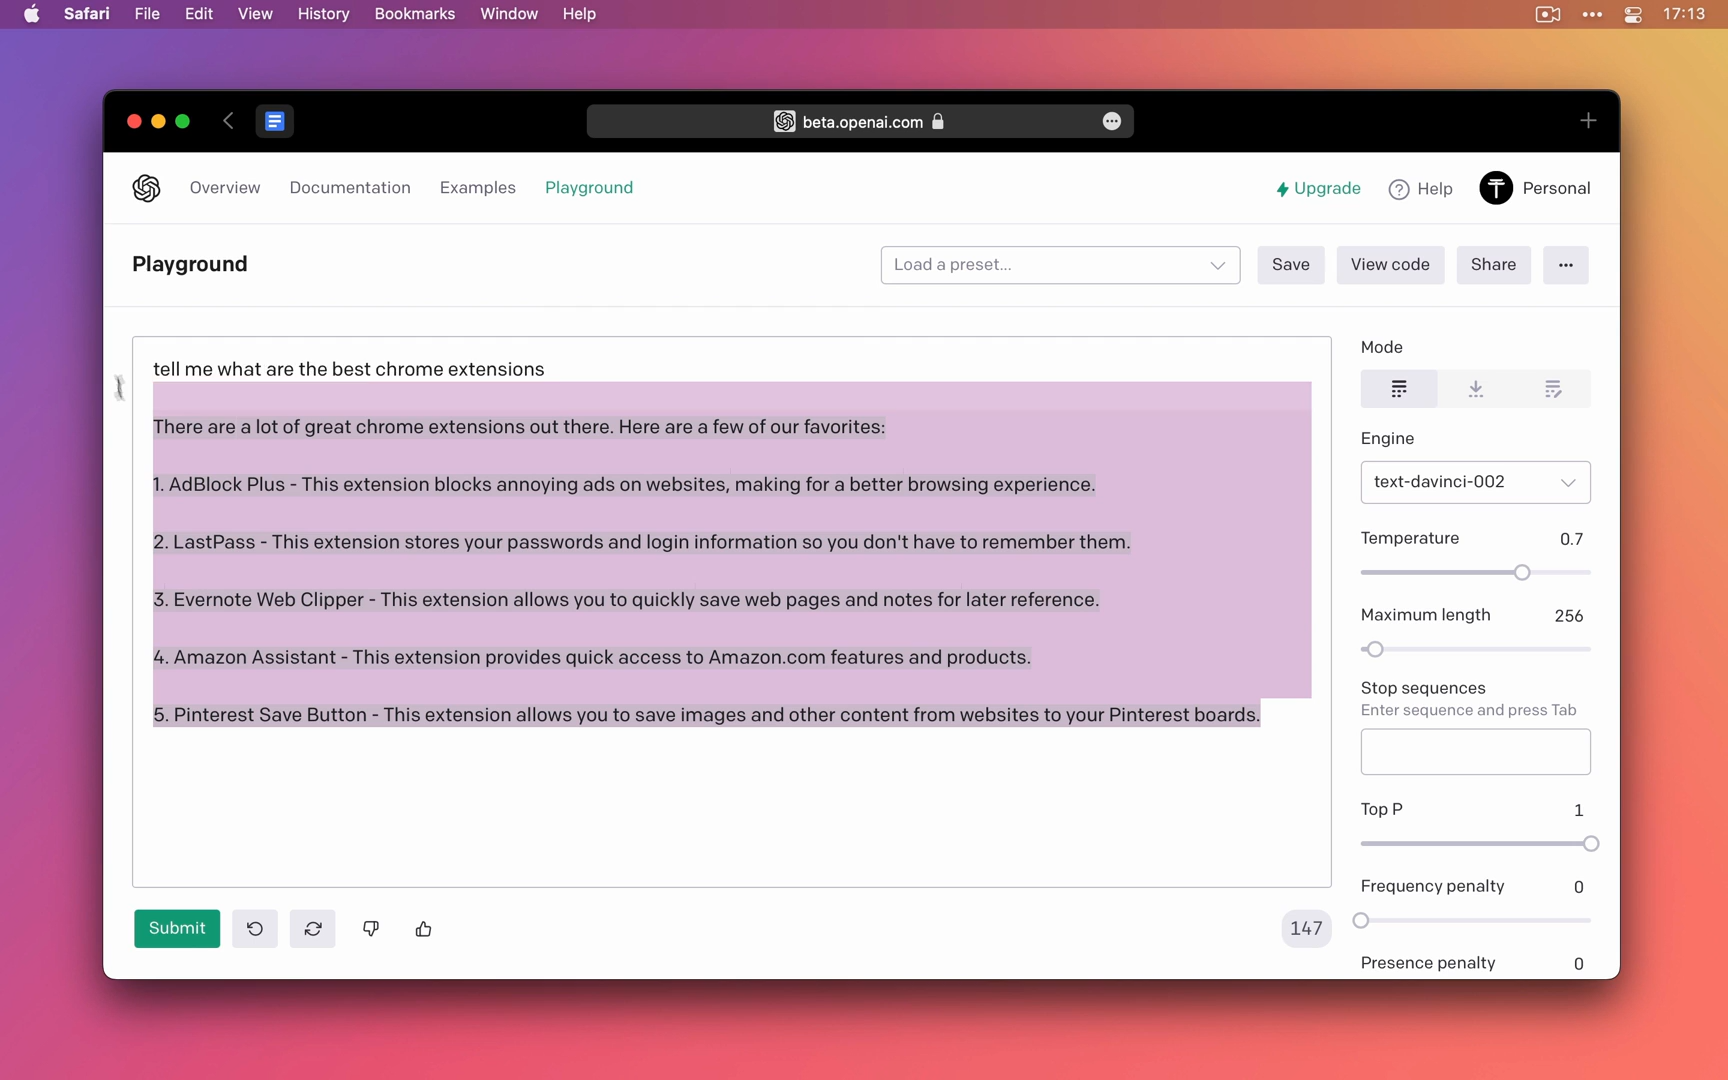 Safari File Edit View History Bookmarks Window Help 17:13
beta.openai.com
Overview Documentation Examples Playground Upgrade Help Personal
Playground Load a preset... Save View code Share
tell me what are the best chrome extensions
There are a lot of great chrome extensions out there. Here are a few of our favorites:
1. AdBlock Plus - This extension blocks annoying ads on websites, making for a better browsing experience.
2. LastPass - This extension stores your passwords and login information so you don't have to remember them.
3. Evernote Web Clipper - This extension allows you to quickly save web pages and notes for later reference.
4. Amazon Assistant - This extension provides quick access to Amazon.com features and products.
5. Pinterest Save Button - This extension allows you to save images and other content from websites to your Pinterest boards.
Mode
Engine
text-davinci-002
Temperature 0.7
Maximum length 256
Stop sequences
Enter sequence and press Tab
Top P 1
Frequency penalty 0
Presence penalty 0
Submit 147